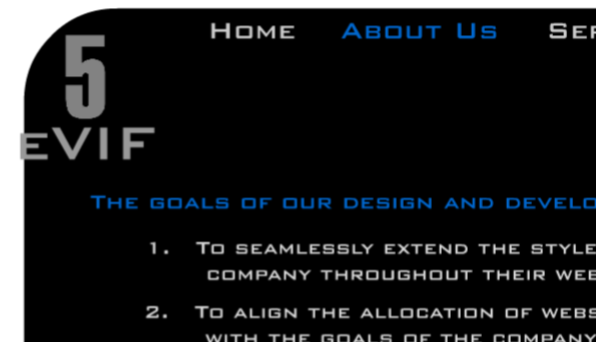 Home About Us Ser
5
eVIF
The goals of our design and develo
1. To seamlessly extend the style
company throughout their web
2. To align the allocation of webs
with the goals of the company